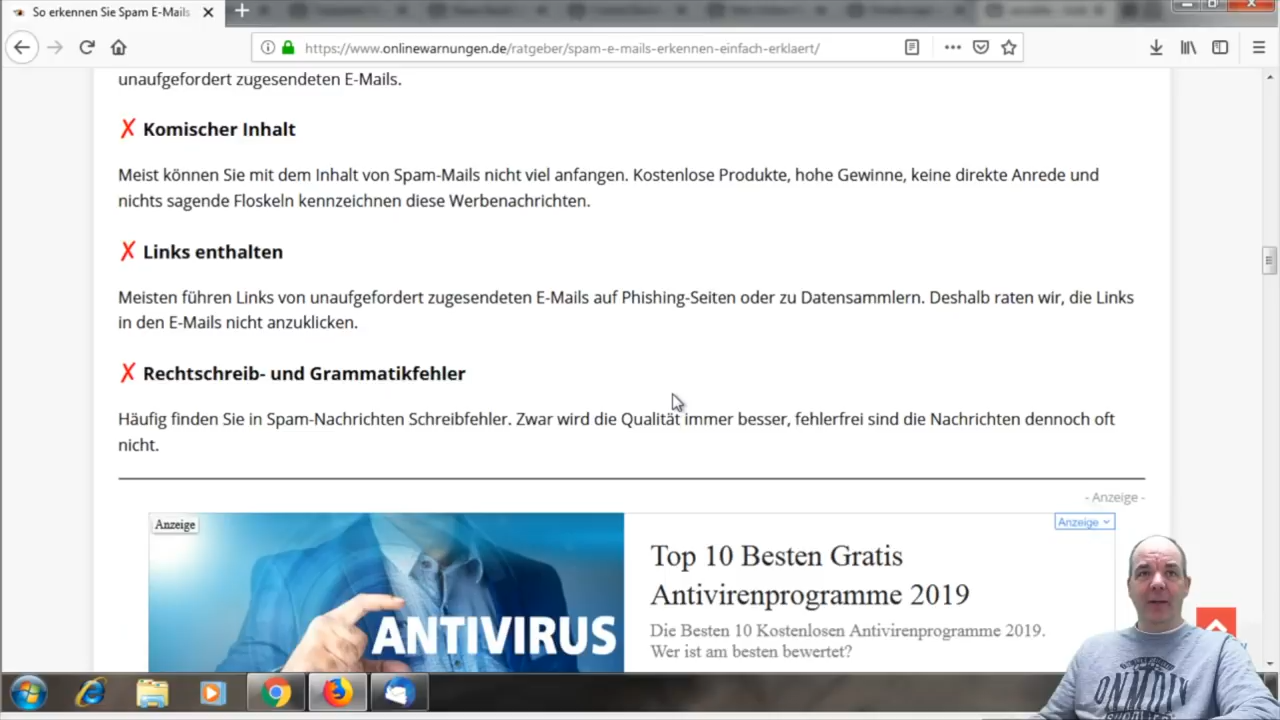 So erkennen Sie Spam E-Mails
https://www.onlinewarnungen.de/ratgeber/spam-e-mails-erkennen-einfach-erklaert/
unaufgefordert zugesendeten E-Mails.
✗ Komischer Inhalt
Meist können Sie mit dem Inhalt von Spam-Mails nicht viel anfangen. Kostenlose Produkte, hohe Gewinne, keine direkte Anrede und
nichts sagende Floskeln kennzeichnen diese Werbenachrichten.
✗ Links enthalten
Meisten führen Links von unaufgefordert zugesendeten E-Mails auf Phishing-Seiten oder zu Datensammlern. Deshalb raten wir, die Links
in den E-Mails nicht anzuklicken.
✗ Rechtschreib- und Grammatikfehler
Häufig finden Sie in Spam-Nachrichten Schreibfehler. Zwar wird die Qualität immer besser, fehlerfrei sind die Nachrichten dennoch oft
nicht.
- Anzeige -
Anzeige
Anzeige
Top 10 Besten Gratis
Antivirenprogramme 2019
ANTIVIRUS
Die Besten 10 Kostenlosen Antivirenprogramme 2019.
Wer ist am besten bewertet?